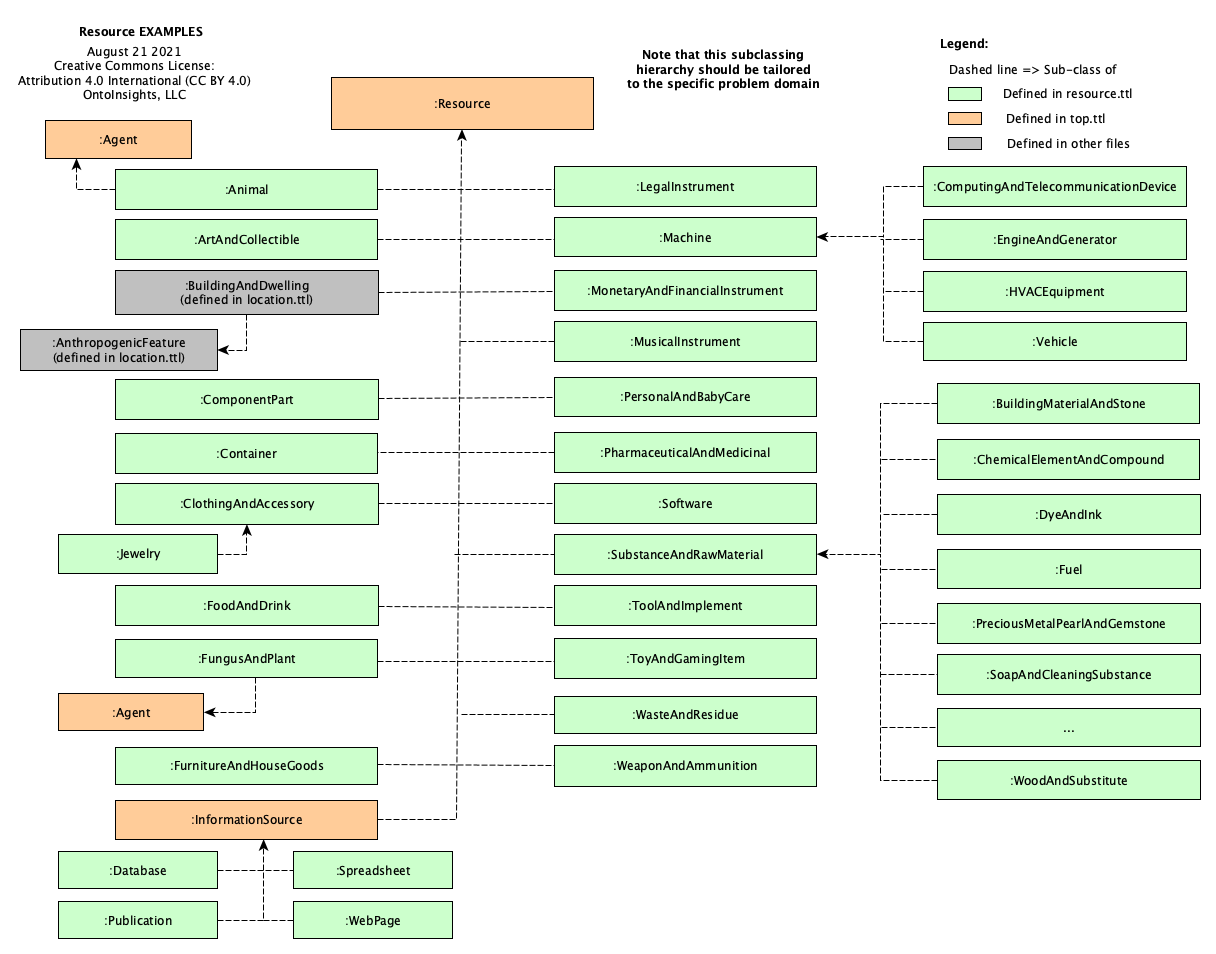 Resource EXAMPLES
August 21 2021
Creative Commons License:
Attribution 4.0 International (CC BY 4.0)
OntoInsights, LLC
Note that this subclassing
hierarchy should be tailored
to the specific problem domain
Legend:
Dashed line => Sub-class of
Defined in resource.ttl
Defined in top.ttl
Defined in other files
:Resource
:Agent
:Animal
:ArtAndCollectible
:BuildingAndDwelling
(defined in location.ttl)
:AnthropogenicFeature
(defined in location.ttl)
:ComponentPart
:Container
:ClothingAndAccessory
:Jewelry
:FoodAndDrink
:FungusAndPlant
:Agent
:FurnitureAndHouseGoods
:InformationSource
:Database
:Spreadsheet
:Publication
:WebPage
:LegalInstrument
:Machine
:MonetaryAndFinancialInstrument
:MusicalInstrument
:PersonalAndBabyCare
:PharmaceuticalAndMedicinal
:Software
:SubstanceAndRawMaterial
:ToolAndImplement
:ToyAndGamingItem
:WasteAndResidue
:WeaponAndAmmunition
:ComputingAndTelecommunicationDevice
:EngineAndGenerator
:HVACEquipment
:Vehicle
:BuildingMaterialAndStone
:ChemicalElementAndCompound
:DyeAndInk
:Fuel
:PreciousMetalPearlAndGemstone
:SoapAndCleaningSubstance
...
:WoodAndSubstitute